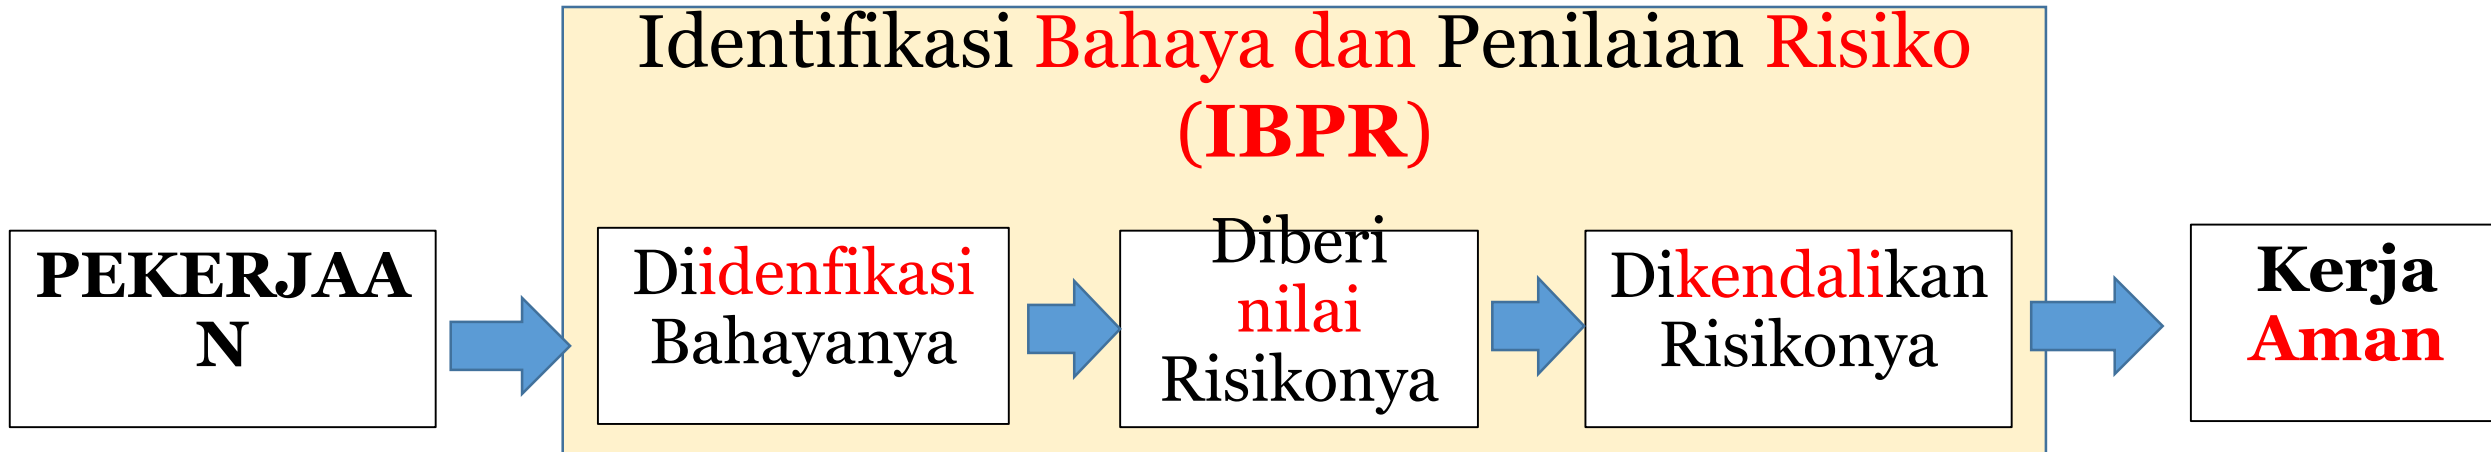 Identifikasi Bahaya dan Penilaian Risiko
(IBPR)
PEKERJAA
N
Diidenfikasi
Bahayanya
Diberi
nilai
Risikonya
Dikendalikan
Risikonya
Kerja
Aman